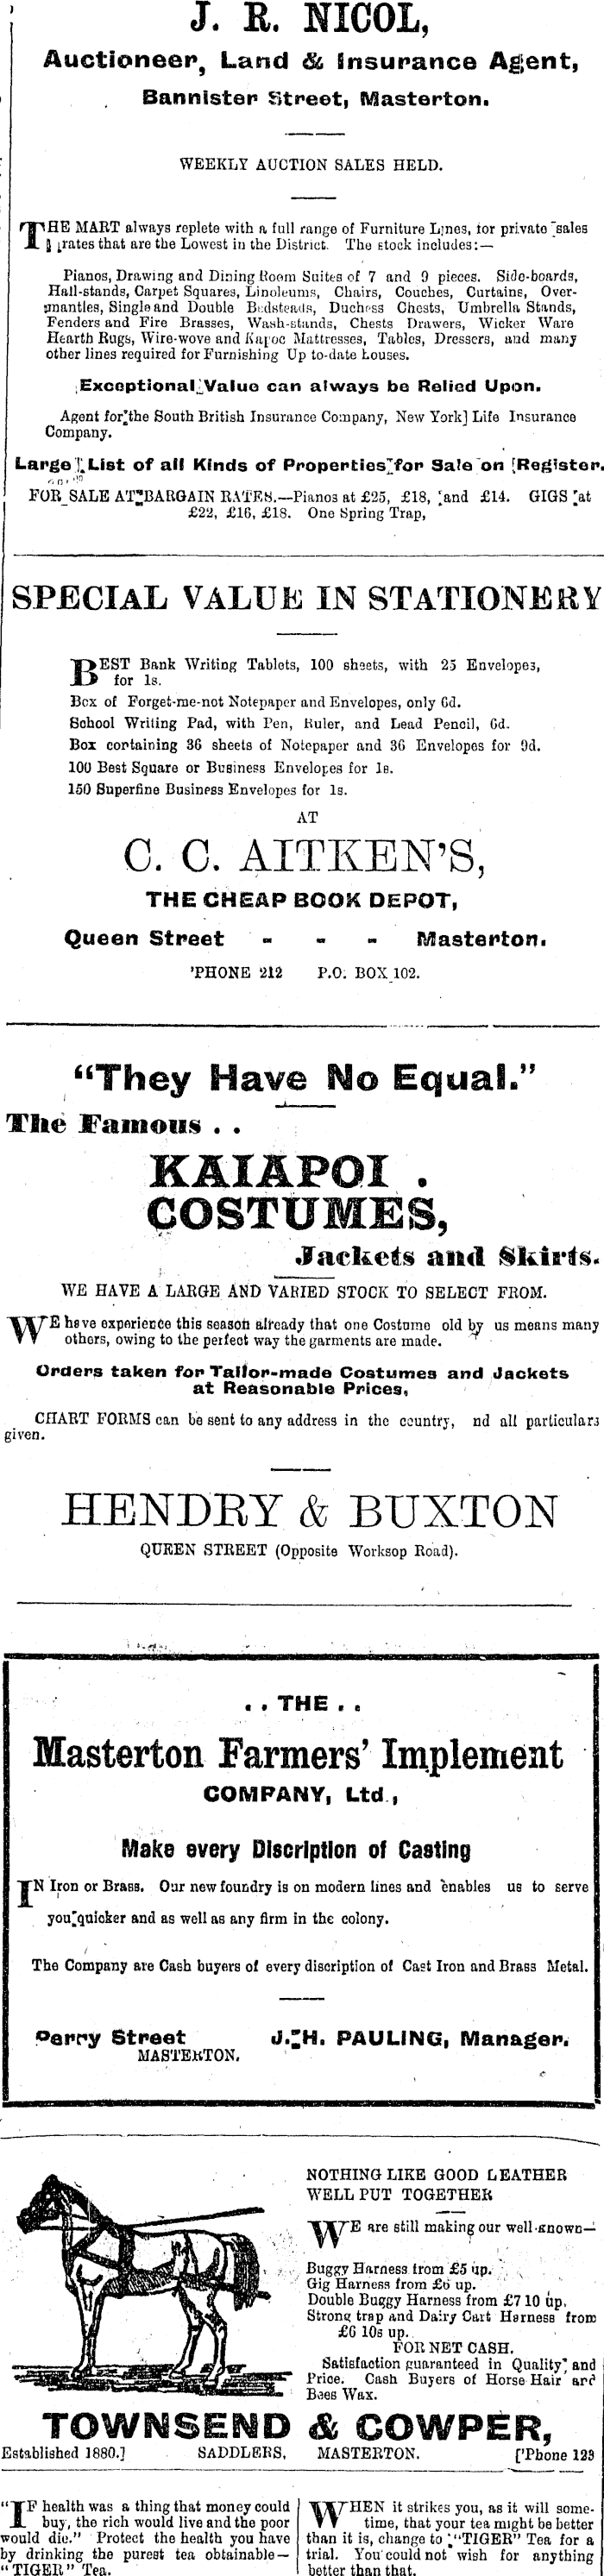 J. R. NICOL,
Auctioneer, Land & Insurance Agent,
Bannister Street, Masterton.
WEEKLY AUCTION SALES HELD.
THE MART always replete with a full range of Furniture Lines, for private sales
rates that are the Lowest in the District. The stock includes:—
Pianos, Drawing and Dining Room Suites of 7 and 9 pieces. Side-boards,
Hall-stands, Carpet Squares, Linoleums, Chairs, Couches, Curtains, Over-
mantles, Single and Double Bedsteads, Duchess Chests, Umbrella Stands,
Fenders and Fire Brasses, Wash-stands, Chests Drawers, Wicker Ware
Hearth Rugs, Wire-wove and Kapoc Mattresses, Tables, Dressers, and many
other lines required for Furnishing Up to-date houses.
Exceptional Value can always be Relied Upon.
Agent for the South British Insurance Company, New York] Life Insurance
Company.
Large List of all Kinds of Properties for Sale on [Register.
FOR SALE AT BARGAIN RATES.—Pianos at £25, £18, and £14. GIGS at
£22, £16, £18. One Spring Trap,
SPECIAL VALUE IN STATIONERY
BEST Bank Writing Tablets, 100 sheets, with 25 Envelopes,
for 1s.
Box of Forget-me-not Notepaper and Envelopes, only 6d.
School Writing Pad, with Pen, Ruler, and Lead Pencil, 6d.
Box containing 36 sheets of Notepaper and 36 Envelopes for 9d.
100 Best Square or Business Envelopes for 1s.
150 Superfine Business Envelopes for 1s.
AT
C. C. AITKEN'S,
THE CHEAP BOOK DEPOT,
Queen Street - - - Masterton.
'PHONE 212 P.O. BOX 102.
"They Have No Equal."
The Famous . .
KAIAPOI .
COSTUMES,
Jackets and Skirts.
WE HAVE A LARGE AND VARIED STOCK TO SELECT FROM.
WE have experience this season already that one Costume old by us means many
others, owing to the perfect way the garments are made.
Orders taken for Tailor-made Costumes and Jackets
at Reasonable Prices,
CHART FORMS can be sent to any address in the country, nd all particulars
given.
HENDRY & BUXTON
QUEEN STREET (Opposite Worksop Road).
. . THE . .
Masterton Farmers' Implement
COMPANY, Ltd.,
Make every Discription of Casting
IN Iron or Brass. Our new foundry is on modern lines and enables us to serve
you quicker and as well as any firm in the colony.
The Company are Cash buyers of every discription of Cast Iron and Brass Metal.
Perry Street J. H. PAULING, Manager.
MASTERTON.
NOTHING LIKE GOOD LEATHER
WELL PUT TOGETHER
WE are still making our well-known—
Buggy Harness from £5 up.
Gig Harness from £6 up.
Double Buggy Harness from £7 10 up.
Strong trap and Dairy Cart Harness from
£6 10s up.
FOR NET CASH.
Satisfaction guaranteed in Quality and
Price. Cash Buyers of Horse Hair and
Bees Wax.
TOWNSEND & COWPER,
Established 1880.] SADDLERS, MASTERTON. ['Phone 123
"IF health was a thing that money could
buy, the rich would live and the poor
would die." Protect the health you have
by drinking the purest tea obtainable—
"TIGER" Tea.
WHEN it strikes you, as it will some-
time, that your tea might be better
than it is, change to "TIGER" Tea for a
trial. You could not wish for anything
better than that.